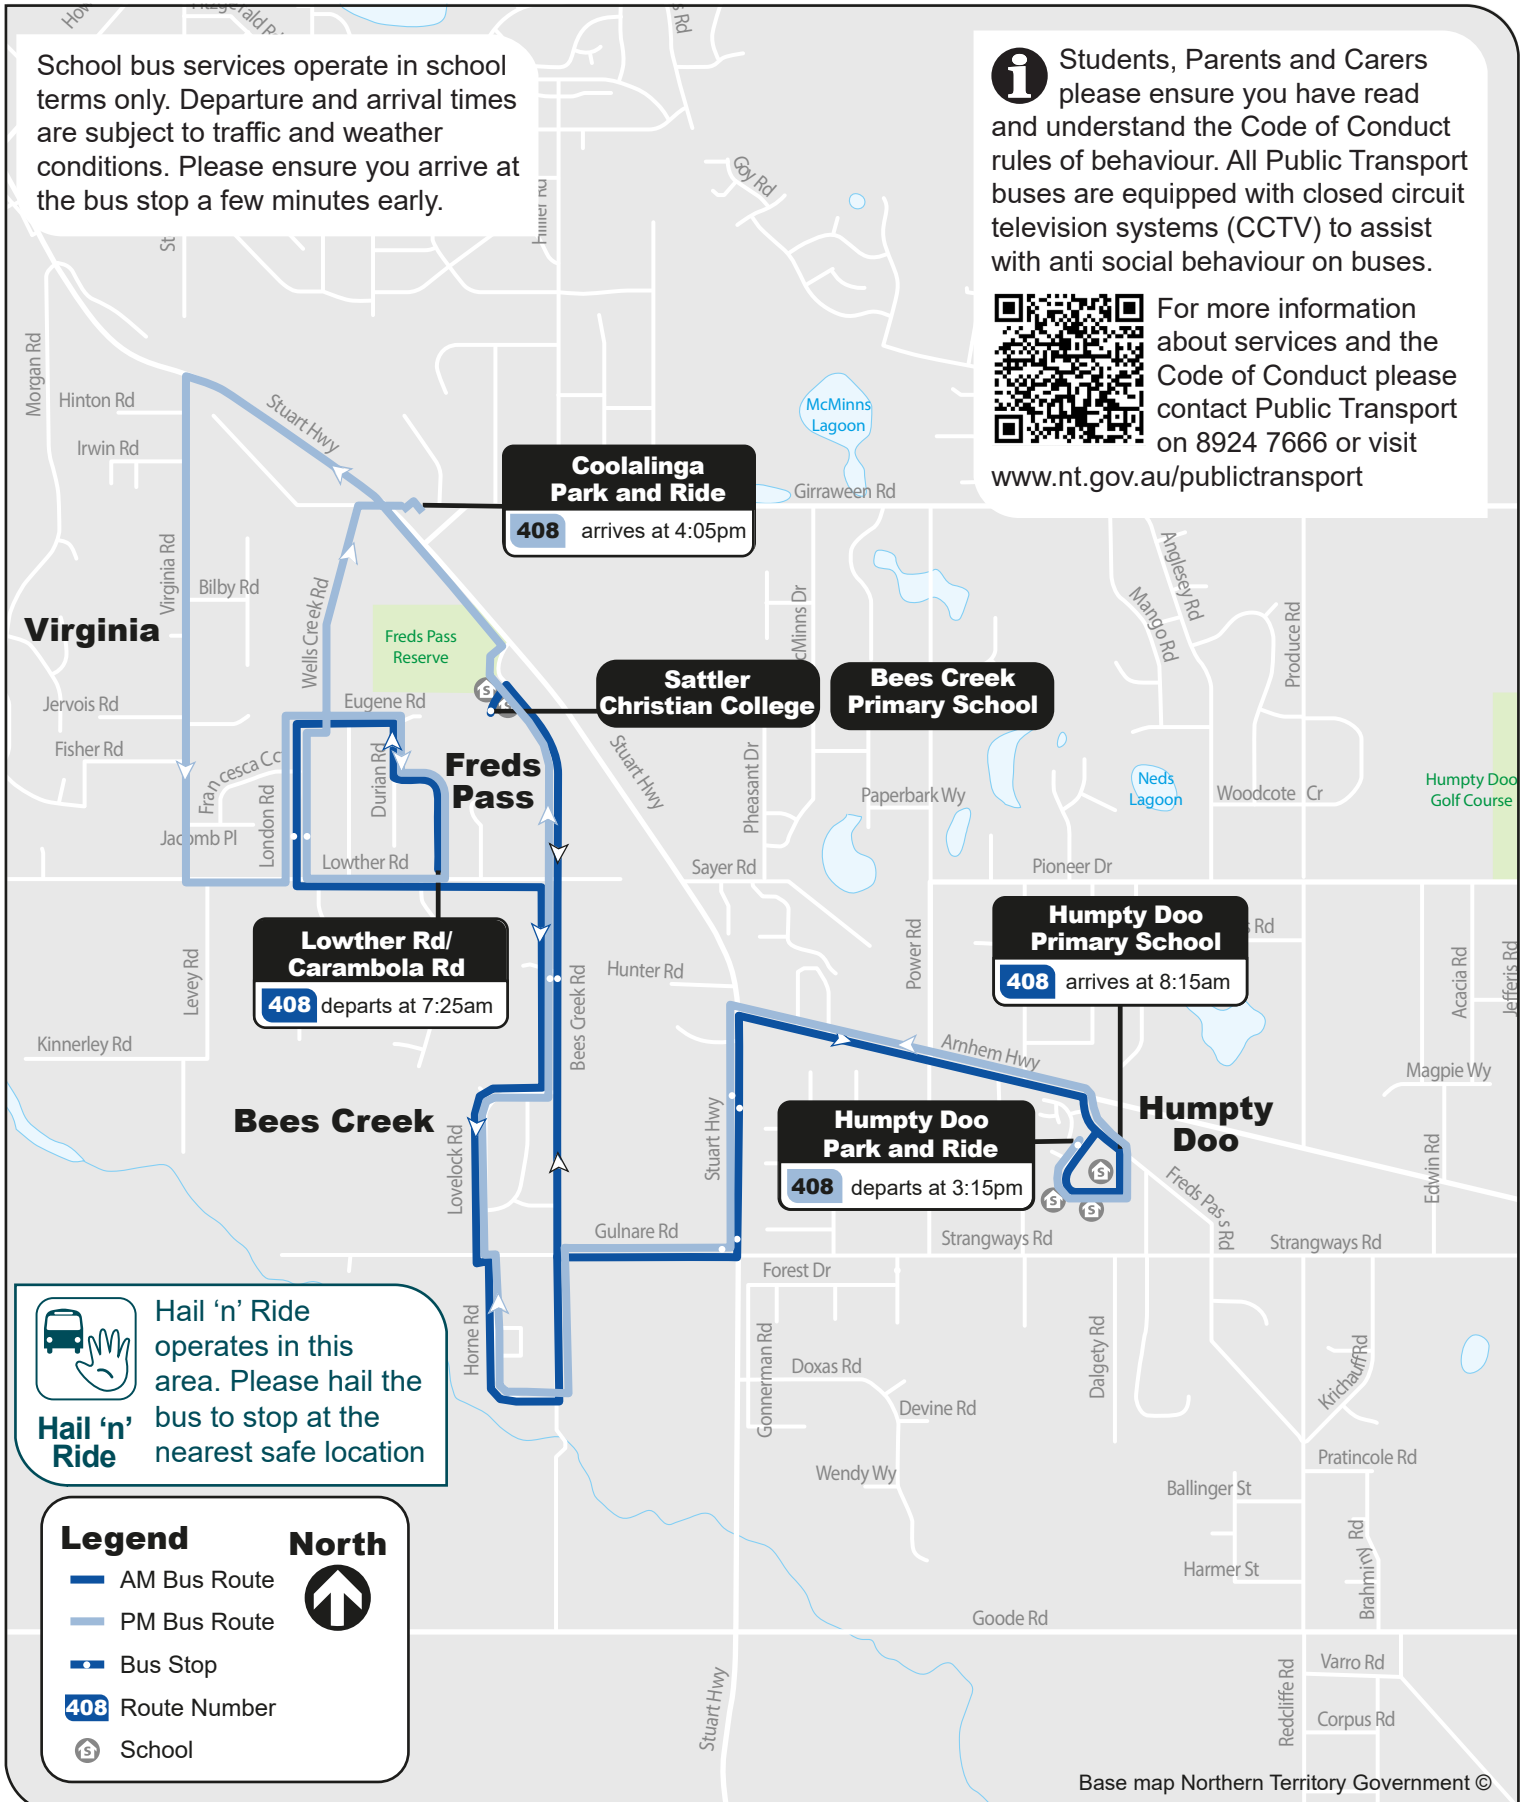 School bus services operate in school
terms only. Departure and arrival times
are subject to traffic and weather
conditions. Please ensure you arrive at
the bus stop a few minutes early.
Students, Parents and Carers
please ensure you have read
and understand the Code of Conduct
rules of behaviour. All Public Transport
buses are equipped with closed circuit
television systems (CCTV) to assist
with anti social behaviour on buses.
For more information
about services and the
Code of Conduct please
contact Public Transport
on 8924 7666 or visit
www.nt.gov.au/publictransport
Goy Rd
Morgan Rd
Hinton Rd
Irwin Rd
Stuart Hwy
McMinns
Lagoon
Girraween Rd
Coolalinga
Park and Ride
408 arrives at 4:05pm
Virginia Rd
Bilby Rd
Wells Creek Rd
Virginia
Freds Pass
Reserve
Anglesey Rd
Mango Rd
Produce Rd
Sattler
Christian College
Bees Creek
Primary School
Jervois Rd
Eugene Rd
Fisher Rd
Durian Rd
London Rd
Jacomb Pl
Lowther Rd
Freds
Pass
Stuart Hwy
Pheasant Dr
Paperbark Wy
Neds
Lagoon
Woodcote Cr
Humpty Doo
Golf Course
Sayer Rd
Pioneer Dr
Lowther Rd/
Carambola Rd
408 departs at 7:25am
Levey Rd
Kinnerley Rd
Bees Creek Rd
Hunter Rd
Power Rd
Humpty Doo
Primary School
408 arrives at 8:15am
Acacia Rd
Jefferis Rd
Arnhem Hwy
Magpie Wy
Bees Creek
Lovelock Rd
Stuart Hwy
Humpty Doo
Park and Ride
408 departs at 3:15pm
Humpty
Doo
Freds Pass Rd
Edwin Rd
Gulnare Rd
Strangways Rd
Strangways Rd
Forest Dr
Hail ‘n’
Ride
Hail ‘n’ Ride
operates in this
area. Please hail the
bus to stop at the
nearest safe location
Horne Rd
Gonnerman Rd
Doxas Rd
Devine Rd
Dalgety Rd
Krichauff Rd
Wendy Wy
Pratincole Rd
Ballinger St
Harmer St
Brahminy Rd
Goode Rd
Stuart Hwy
Redcliffe Rd
Varro Rd
Corpus Rd
Legend
North
AM Bus Route
PM Bus Route
Bus Stop
408 Route Number
School
Base map Northern Territory Government ©